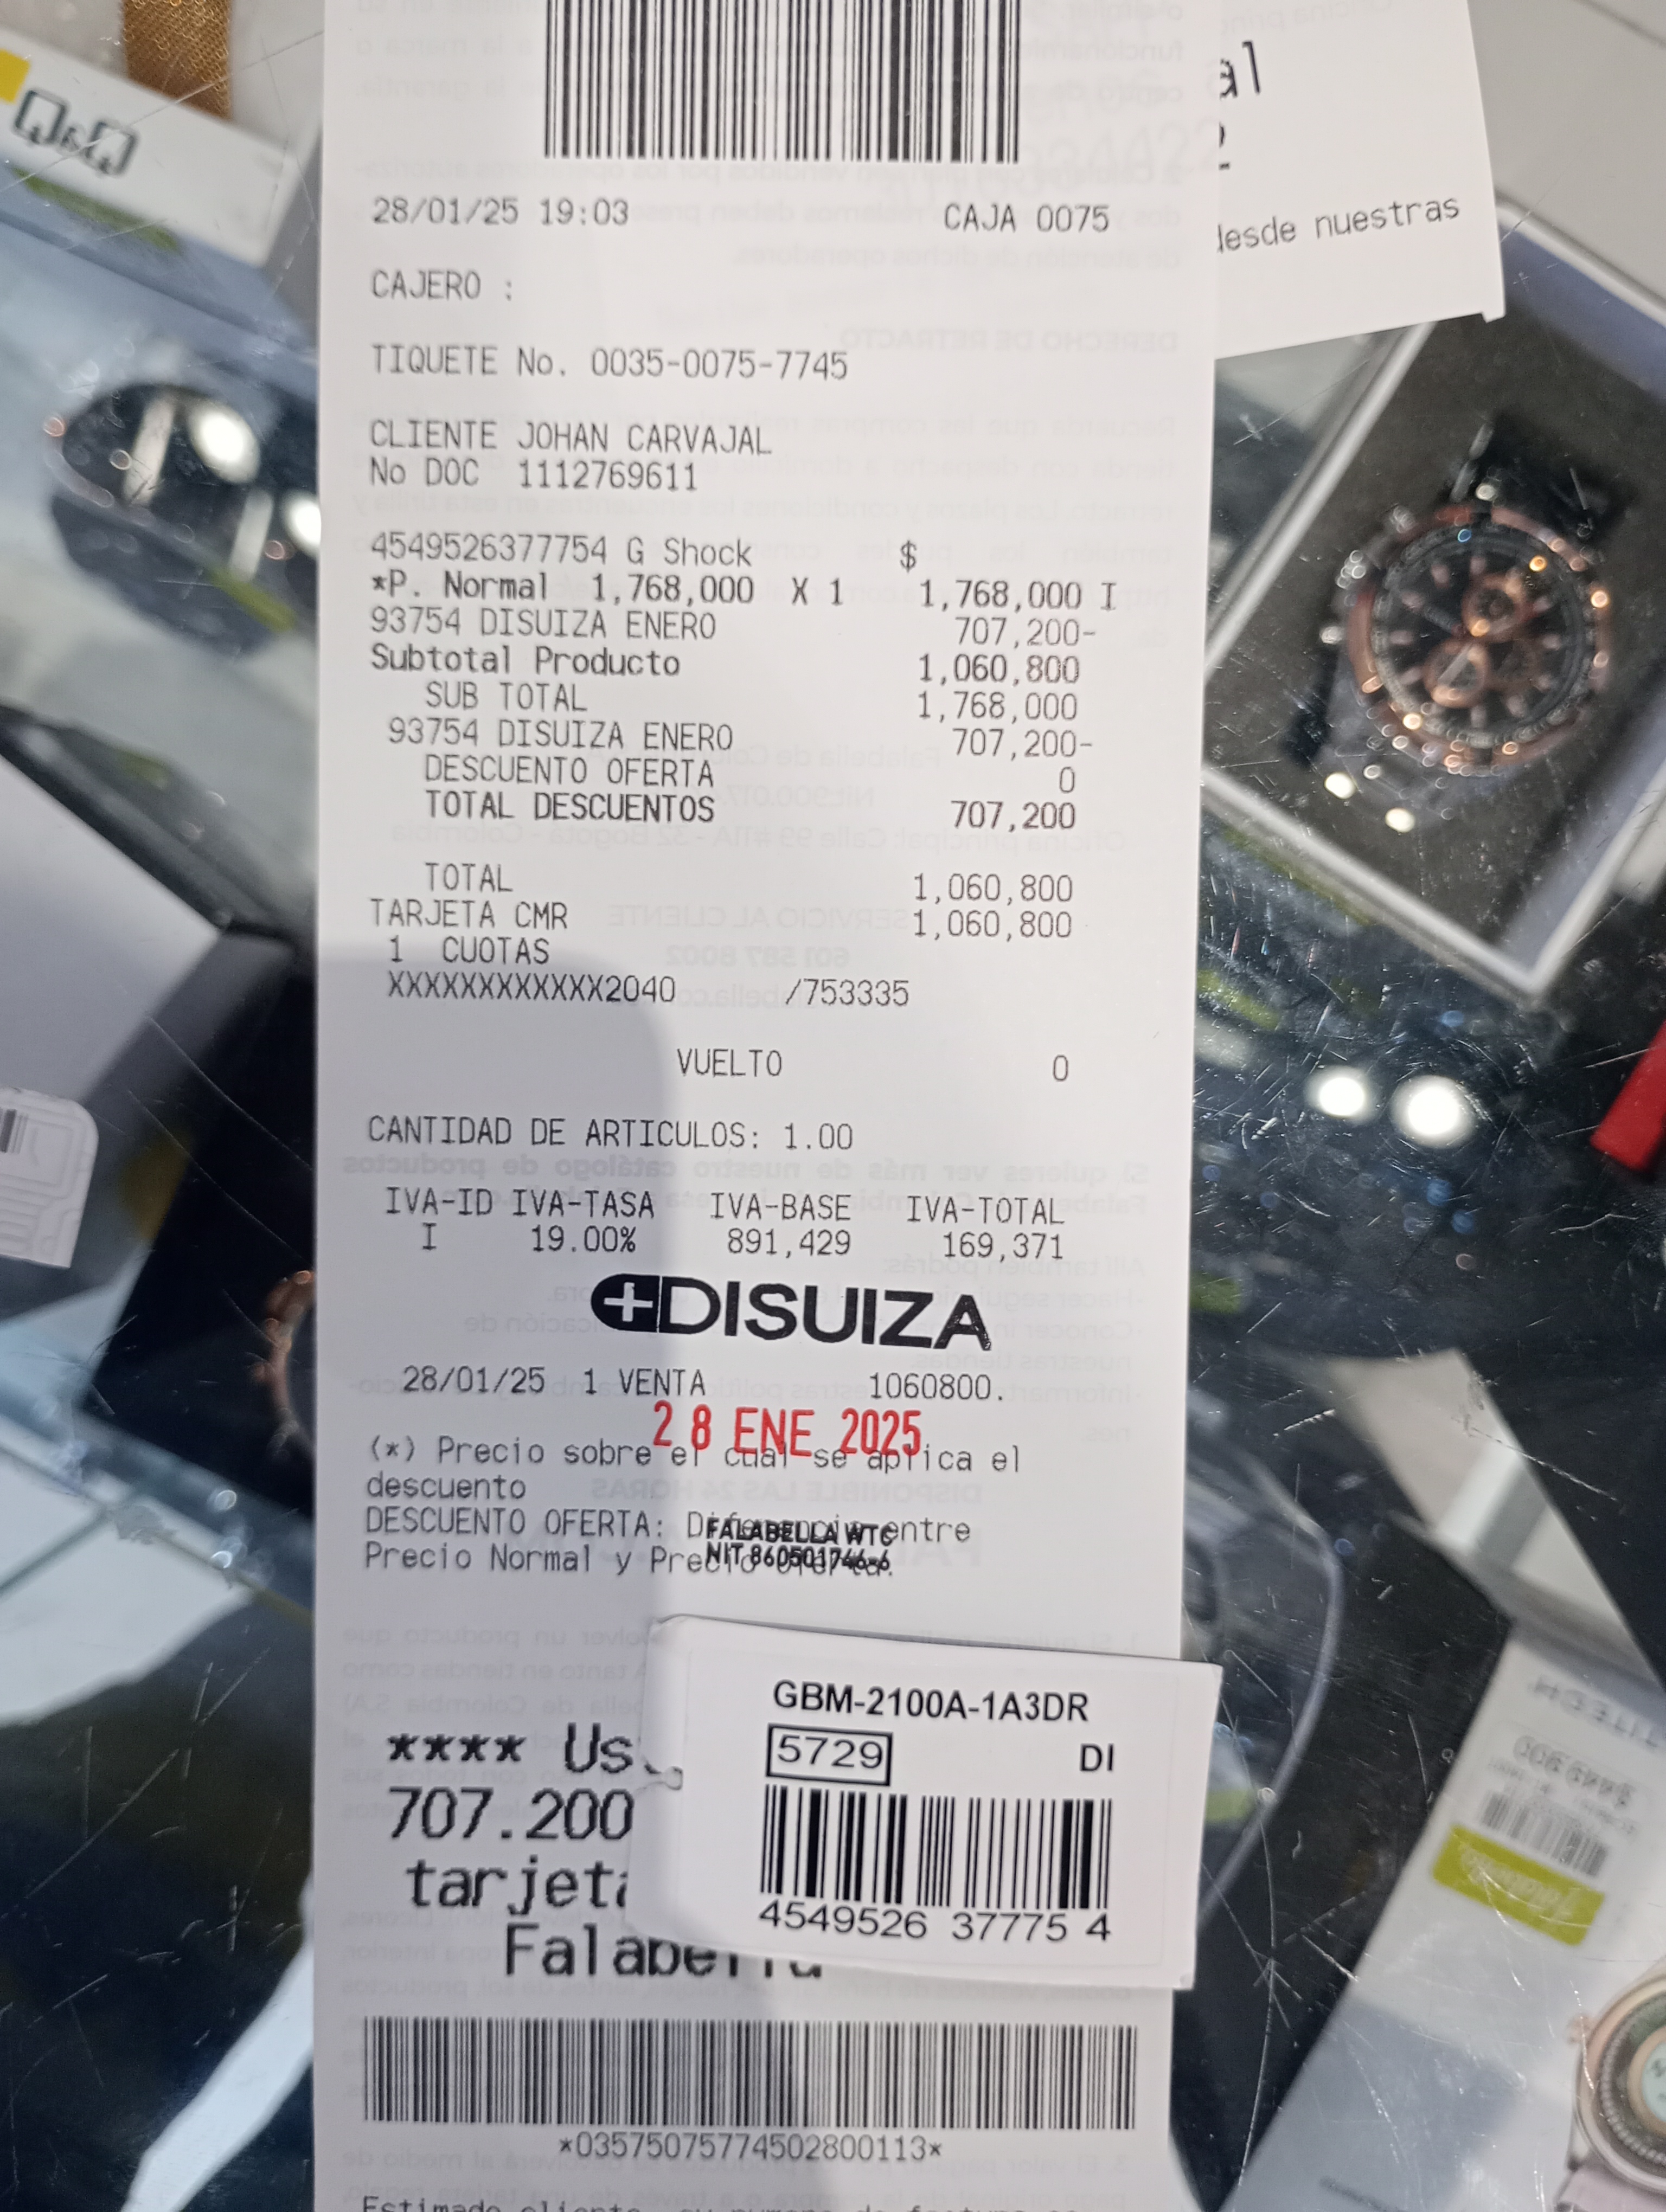 Q&Q
al
desde nuestras
28/01/25 19:03 CAJA 0075
CAJERO :
TIQUETE No. 0035-0075-7745
CLIENTE JOHAN CARVAJAL
No DOC 1112769611
4549526377754 G Shock $
*P. Normal 1,768,000 X 1 1,768,000 I
93754 DISUIZA ENERO 707,200-
Subtotal Producto 1,060,800
SUB TOTAL 1,768,000
93754 DISUIZA ENERO 707,200-
DESCUENTO OFERTA 0
TOTAL DESCUENTOS 707,200
TOTAL 1,060,800
TARJETA CMR 1,060,800
1 CUOTAS
XXXXXXXXXXXX2040 /753335
VUELTO 0
CANTIDAD DE ARTICULOS: 1.00
IVA-ID IVA-TASA IVA-BASE IVA-TOTAL
I 19.00% 891,429 169,371
DISUIZA
28/01/25 1 VENTA 1060800.
28 ENE 2025
(*) Precio sobre el cual se aplica el
descuento
DESCUENTO OFERTA: Diferencia entre
FALABELLA WTC
Precio Normal y Precio Oferta.
NIT 860501746-6
**** Us
707.200
tarjeta
Falabella
GBM-2100A-1A3DR
5729 DI
4549526 37775 4
*03575075774502800113*